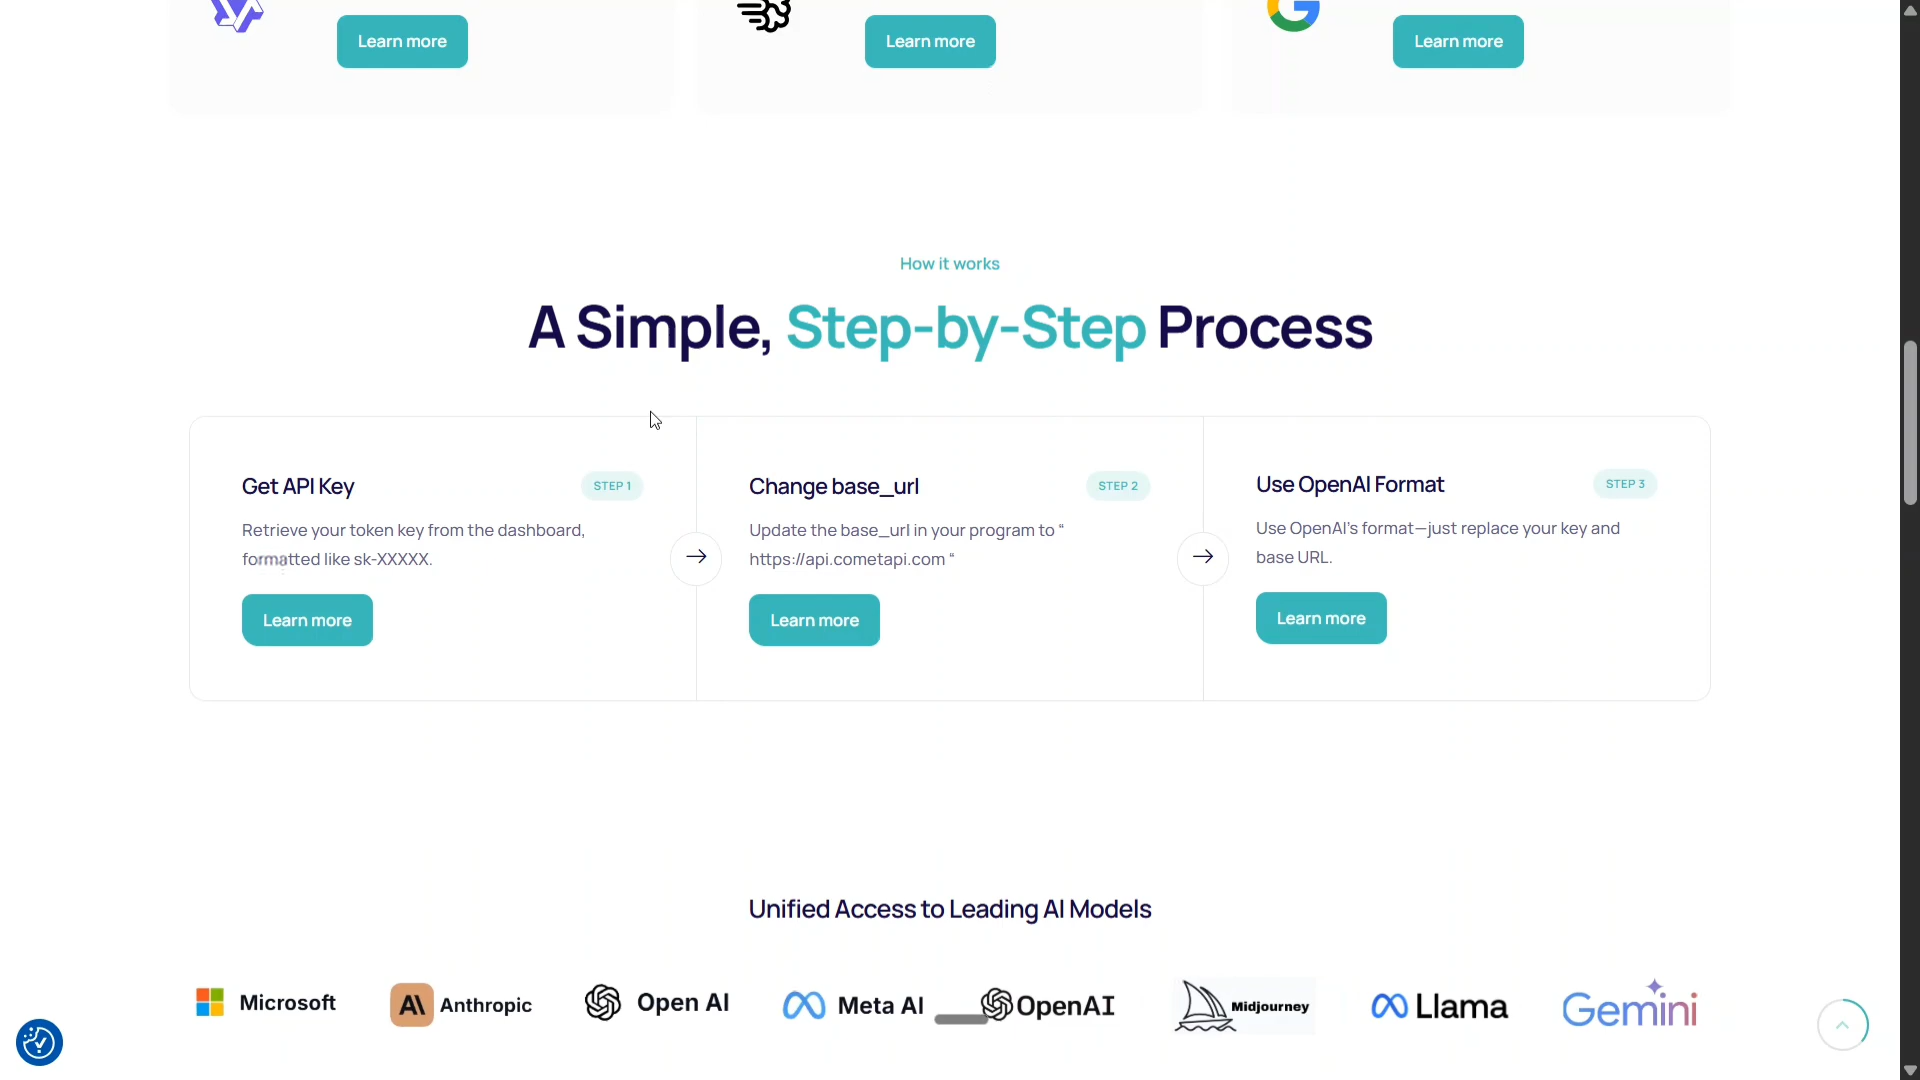 Learn more
Learn more
Learn more
How it works
A Simple, Step-by-Step Process
Get API Key
STEP 1
Retrieve your token key from the dashboard,
formatted like sk-XXXXX.
Learn more
Change base_url
STEP 2
Update the base_url in your program to “
https://api.cometapi.com “
Learn more
Use OpenAI Format
STEP 3
Use OpenAI’s format—just replace your key and
base URL.
Learn more
Unified Access to Leading AI Models
Microsoft
AI Anthropic
Open AI
Meta AI
OpenAI
Midjourney
Llama
Gemini